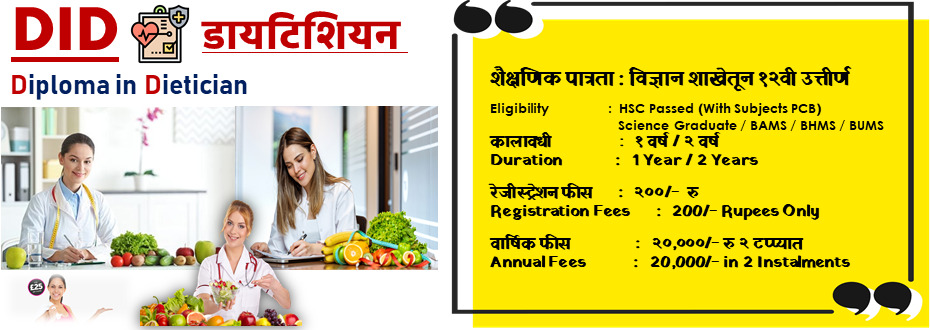 DID डायटिशियन
Diploma in Dietician
£25
शैक्षणिक पात्रता : विज्ञान शाखेतून १२वी उत्तीर्ण
Eligibility : HSC Passed (With Subjects PCB)
Science Graduate / BAMS / BHMS / BUMS
कालावधी : १ वर्ष / २ वर्ष
Duration : 1 Year / 2 Years
रेजीस्ट्रेशन फीस : २००/- रु
Registration Fees : 200/- Rupees Only
वार्षिक फीस : २०,०००/- रु २ टप्प्यात
Annual Fees : 20,000/- in 2 Instalments